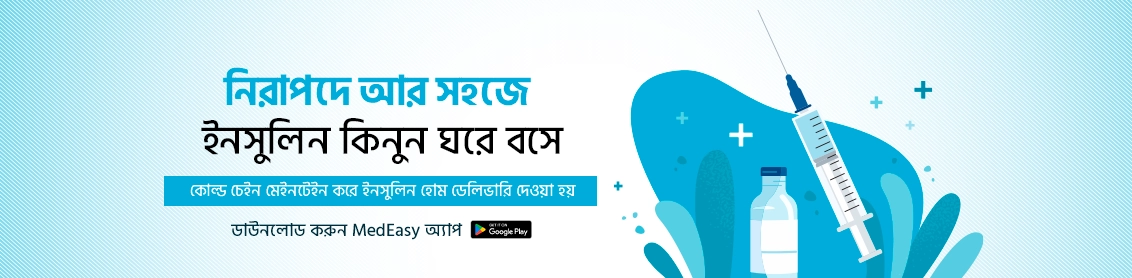 নিরাপদে আর সহজে
ইনসুলিন কিনুন ঘরে বসে
কোল্ড চেইন মেইনটেইন করে ইনসুলিন হোম ডেলিভারি দেওয়া হয়
ডাউনলোড করুন MedEasy অ্যাপ GET IT ON Google Play